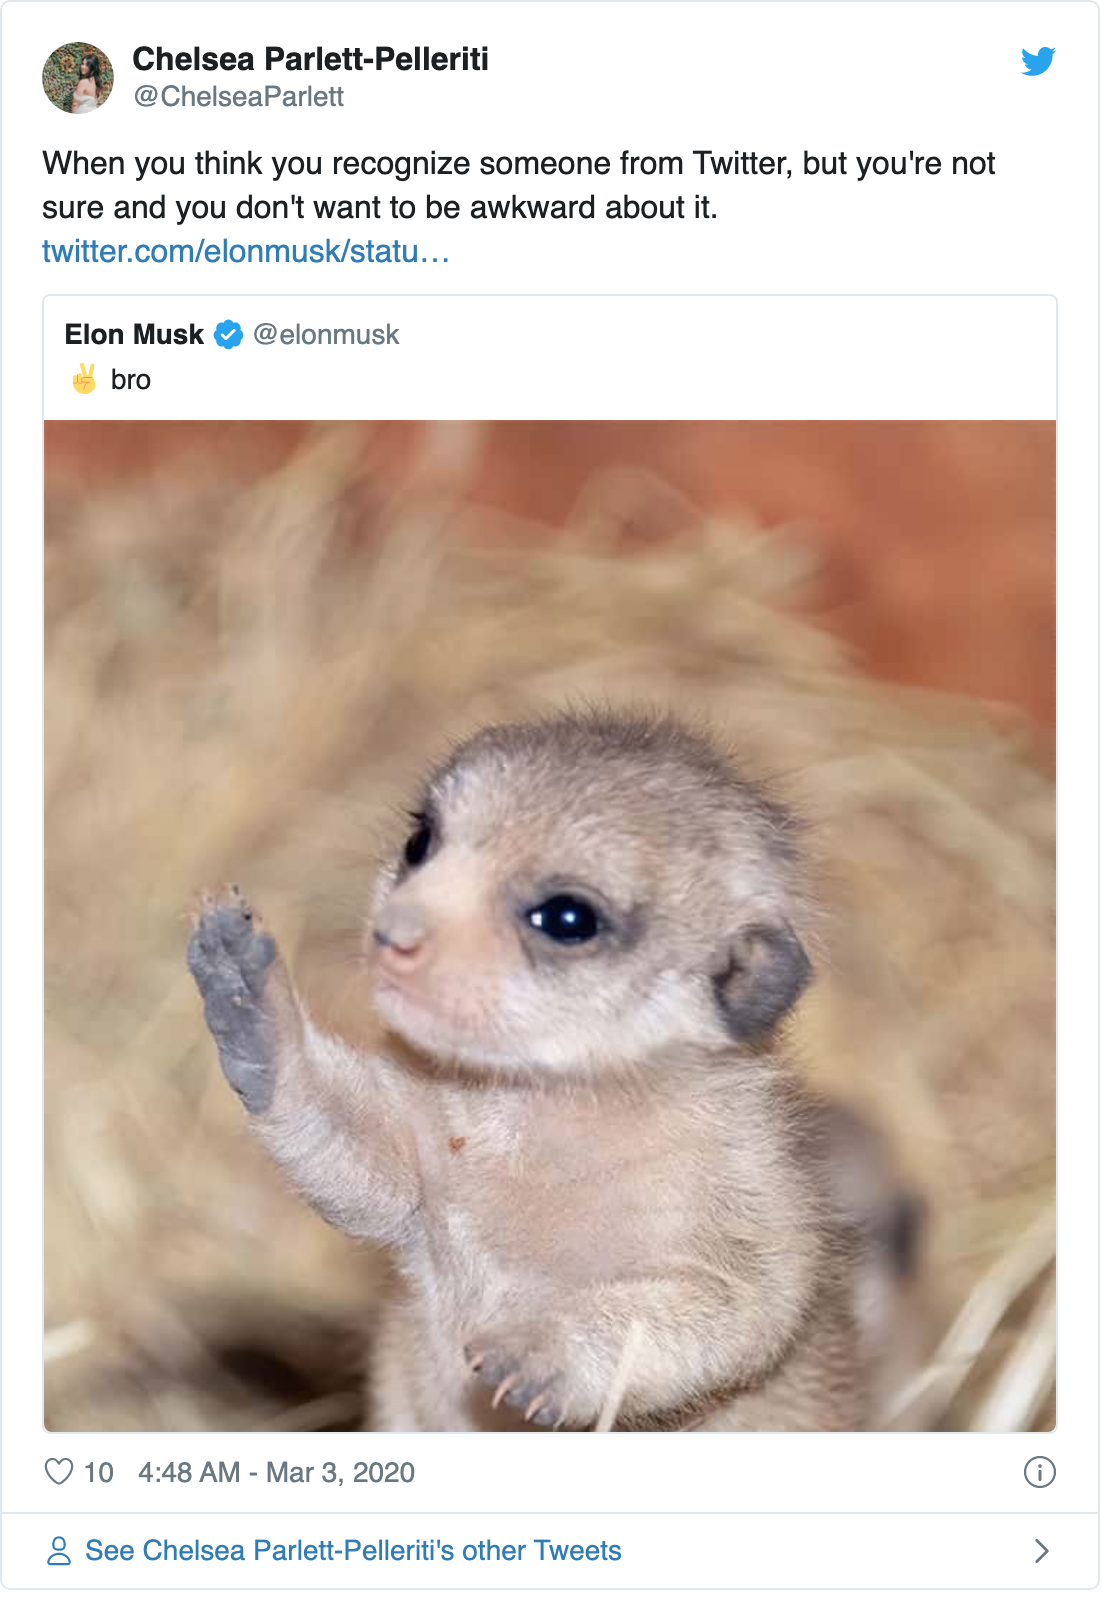 Chelsea Parlett-Pelleriti
@ChelseaParlett
When you think you recognize someone from Twitter, but you're not
sure and you don't want to be awkward about it.
twitter.com/elonmusk/statu…
Elon Musk @elonmusk
✌️ bro
10 4:48 AM - Mar 3, 2020
See Chelsea Parlett-Pelleriti's other Tweets